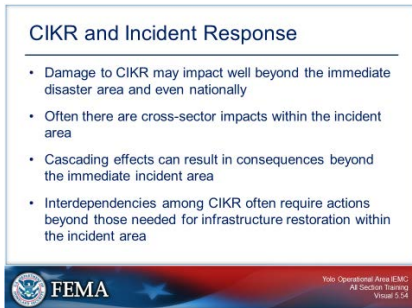 CIKR and Incident Response
• Damage to CIKR may impact well beyond the immediate
disaster area and even nationally
• Often there are cross-sector impacts within the incident
area
• Cascading effects can result in consequences beyond
the immediate incident area
• Interdependencies among CIKR often require actions
beyond those needed for infrastructure restoration within
the incident area
FEMA
Yolo Operational Area IEMC
All Section Training
Visual 5.54